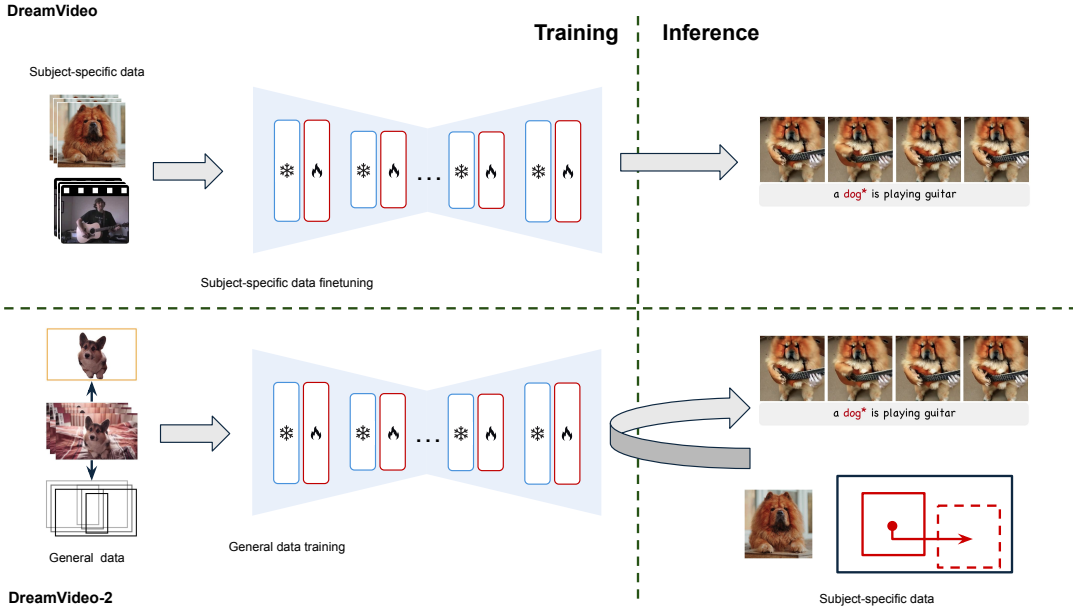 DreamVideo
Training
Inference
Subject-specific data
...
a dog* is playing guitar
Subject-specific data finetuning
...
a dog* is playing guitar
General data
General data training
DreamVideo-2
Subject-specific data